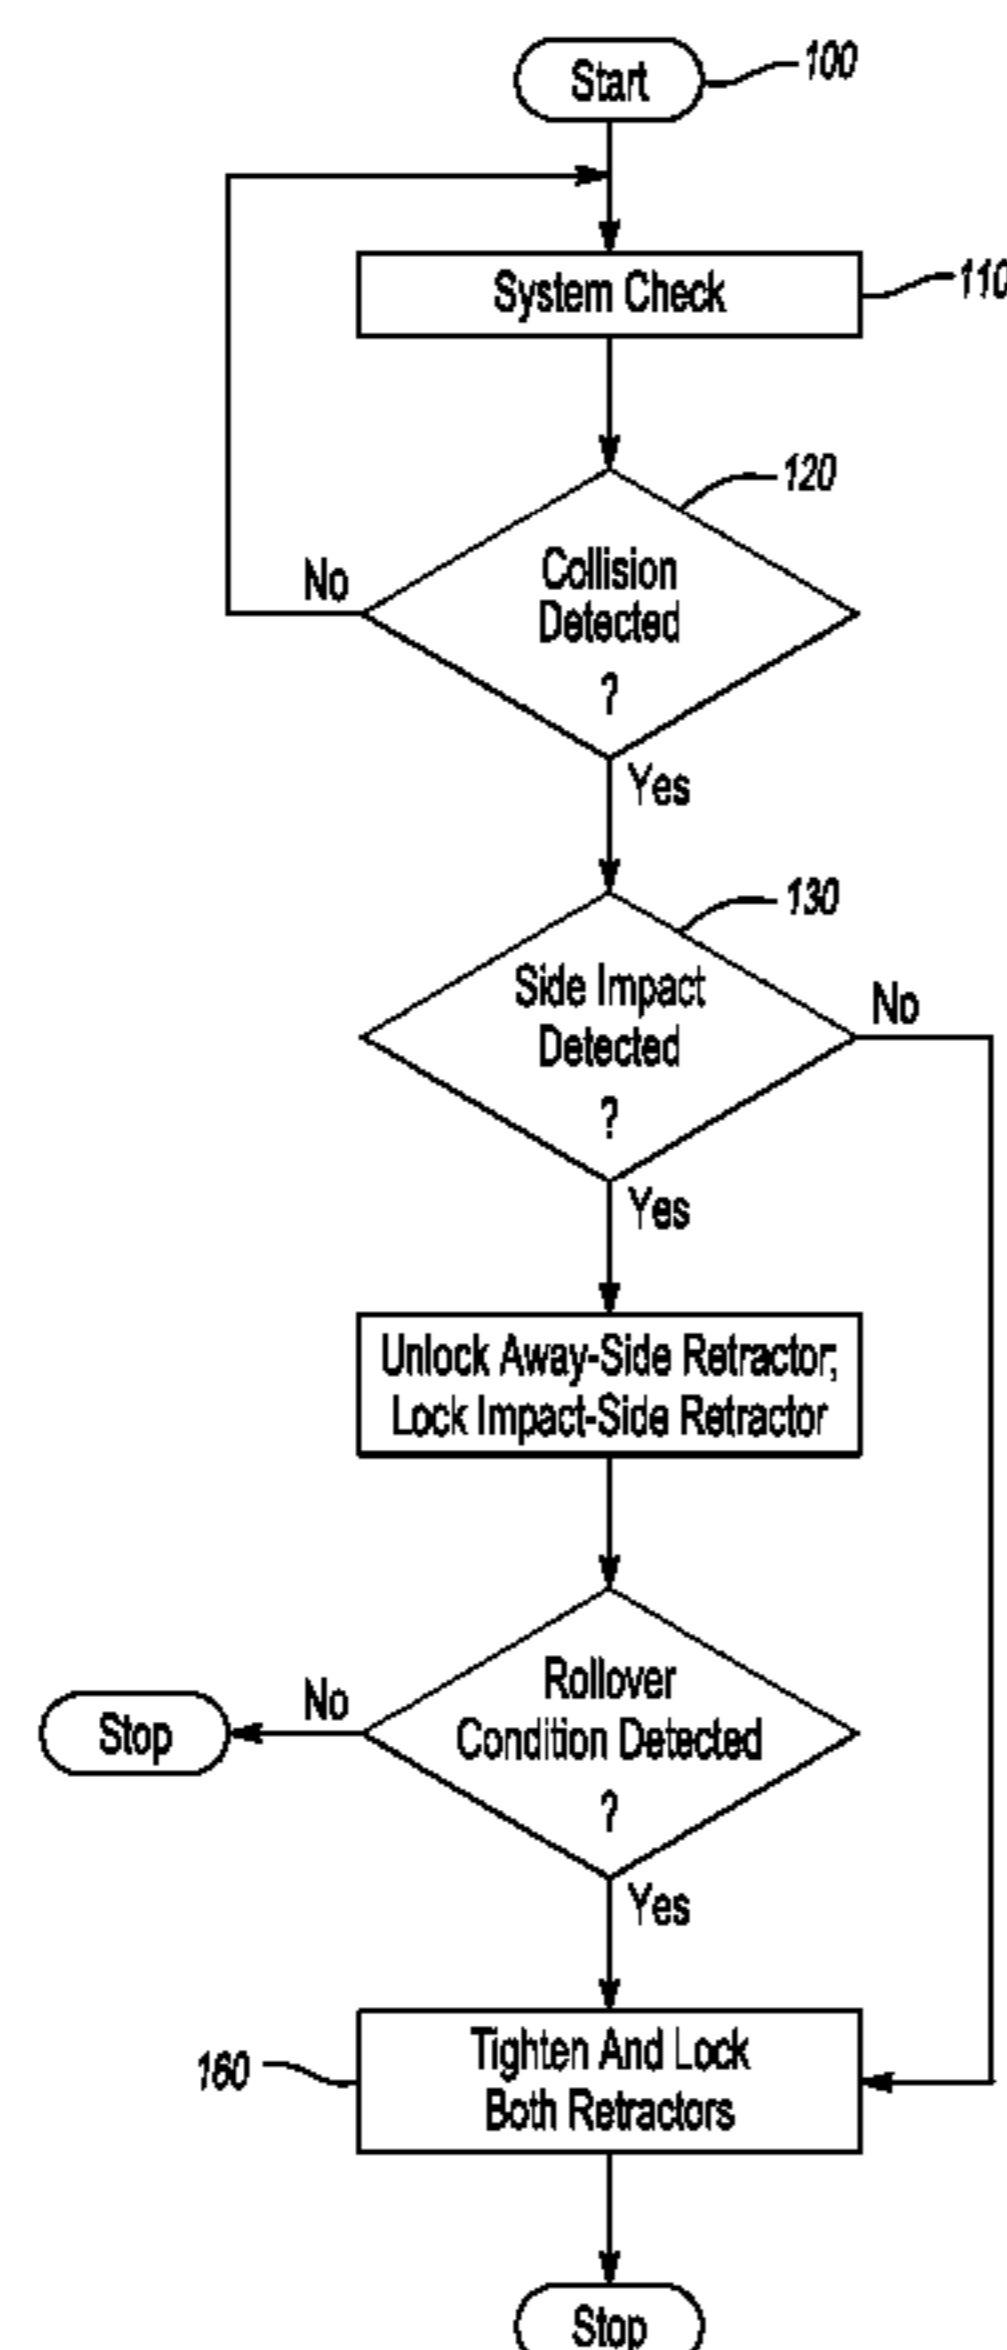 Start
100
System Check
110
120
Collision
Detected
?
No
Yes
130
Side Impact
Detected
?
No
Yes
Unlock Away-Side Retractor;
Lock Impact-Side Retractor
Rollover
Condition Detected
?
No
Stop
Yes
160
Tighten And Lock
Both Retractors
Stop